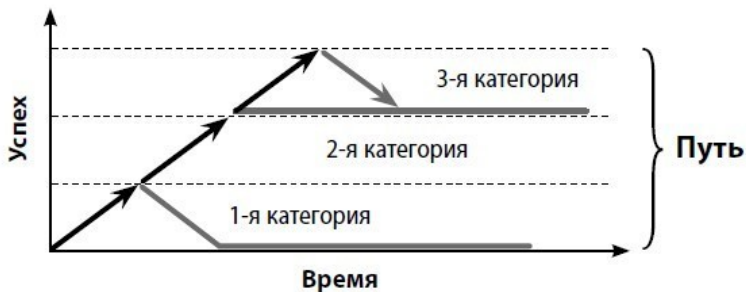 Успех
3-я категория
2-я категория
Путь
1-я категория
Время